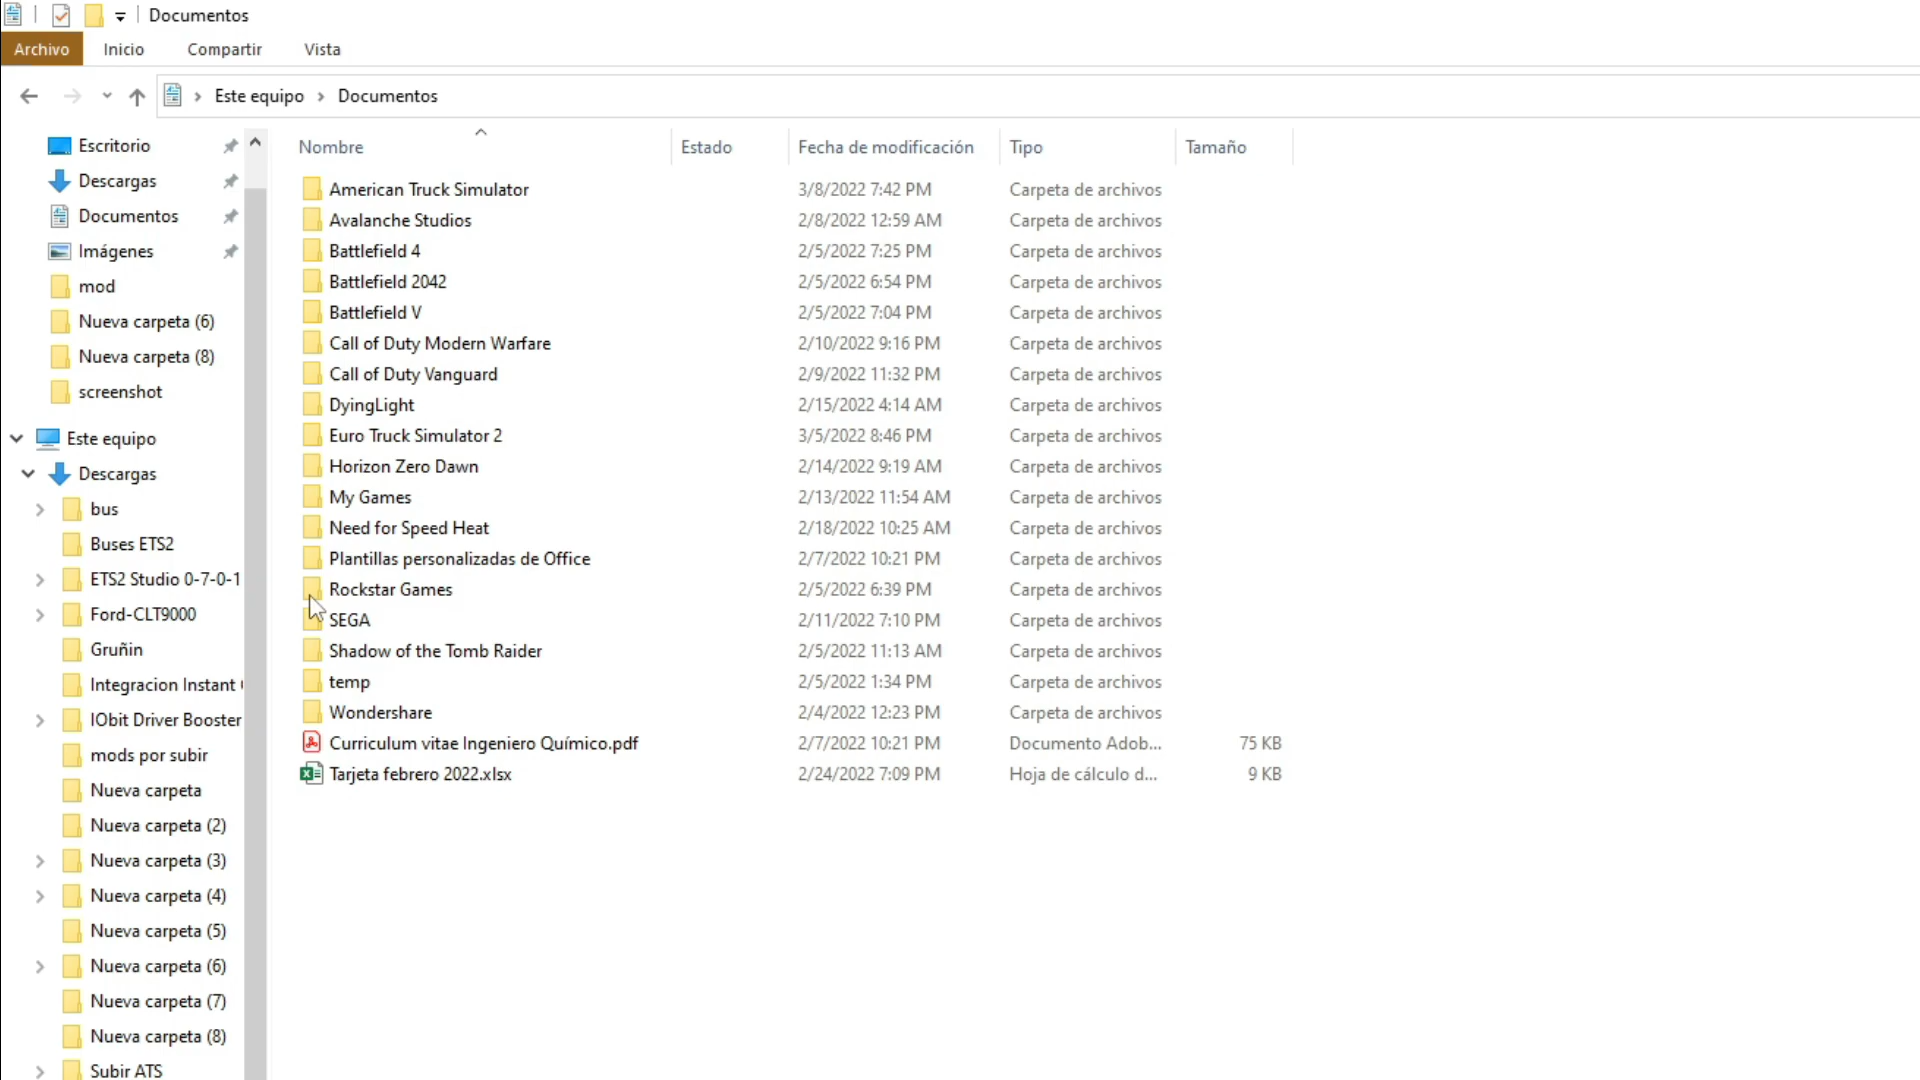 Documentos
Archivo Inicio Compartir Vista
Este equipo Documentos
Escritorio
Descargas
Documentos
Imágenes
mod
Nueva carpeta (6)
Nueva carpeta (8)
screenshot
Este equipo
Descargas
bus
Buses ETS2
ETS2 Studio 0-7-0-1
Ford-CLT9000
Gruñin
Integracion Instant
IObit Driver Booster
mods por subir
Nueva carpeta
Nueva carpeta (2)
Nueva carpeta (3)
Nueva carpeta (4)
Nueva carpeta (5)
Nueva carpeta (6)
Nueva carpeta (7)
Nueva carpeta (8)
Subir ATS
Nombre Estado Fecha de modificación Tipo Tamaño
American Truck Simulator 3/8/2022 7:42 PM Carpeta de archivos
Avalanche Studios 2/8/2022 12:59 AM Carpeta de archivos
Battlefield 4 2/5/2022 7:25 PM Carpeta de archivos
Battlefield 2042 2/5/2022 6:54 PM Carpeta de archivos
Battlefield V 2/5/2022 7:04 PM Carpeta de archivos
Call of Duty Modern Warfare 2/10/2022 9:16 PM Carpeta de archivos
Call of Duty Vanguard 2/9/2022 11:32 PM Carpeta de archivos
DyingLight 2/15/2022 4:14 AM Carpeta de archivos
Euro Truck Simulator 2 3/5/2022 8:46 PM Carpeta de archivos
Horizon Zero Dawn 2/14/2022 9:19 AM Carpeta de archivos
My Games 2/13/2022 11:54 AM Carpeta de archivos
Need for Speed Heat 2/18/2022 10:25 AM Carpeta de archivos
Plantillas personalizadas de Office 2/7/2022 10:21 PM Carpeta de archivos
Rockstar Games 2/5/2022 6:39 PM Carpeta de archivos
SEGA 2/11/2022 7:10 PM Carpeta de archivos
Shadow of the Tomb Raider 2/5/2022 11:13 AM Carpeta de archivos
temp 2/5/2022 1:34 PM Carpeta de archivos
Wondershare 2/4/2022 12:23 PM Carpeta de archivos
Curriculum vitae Ingeniero Químico.pdf 2/7/2022 10:21 PM Documento Adob... 75 KB
Tarjeta febrero 2022.xlsx 2/24/2022 7:09 PM Hoja de cálculo d... 9 KB